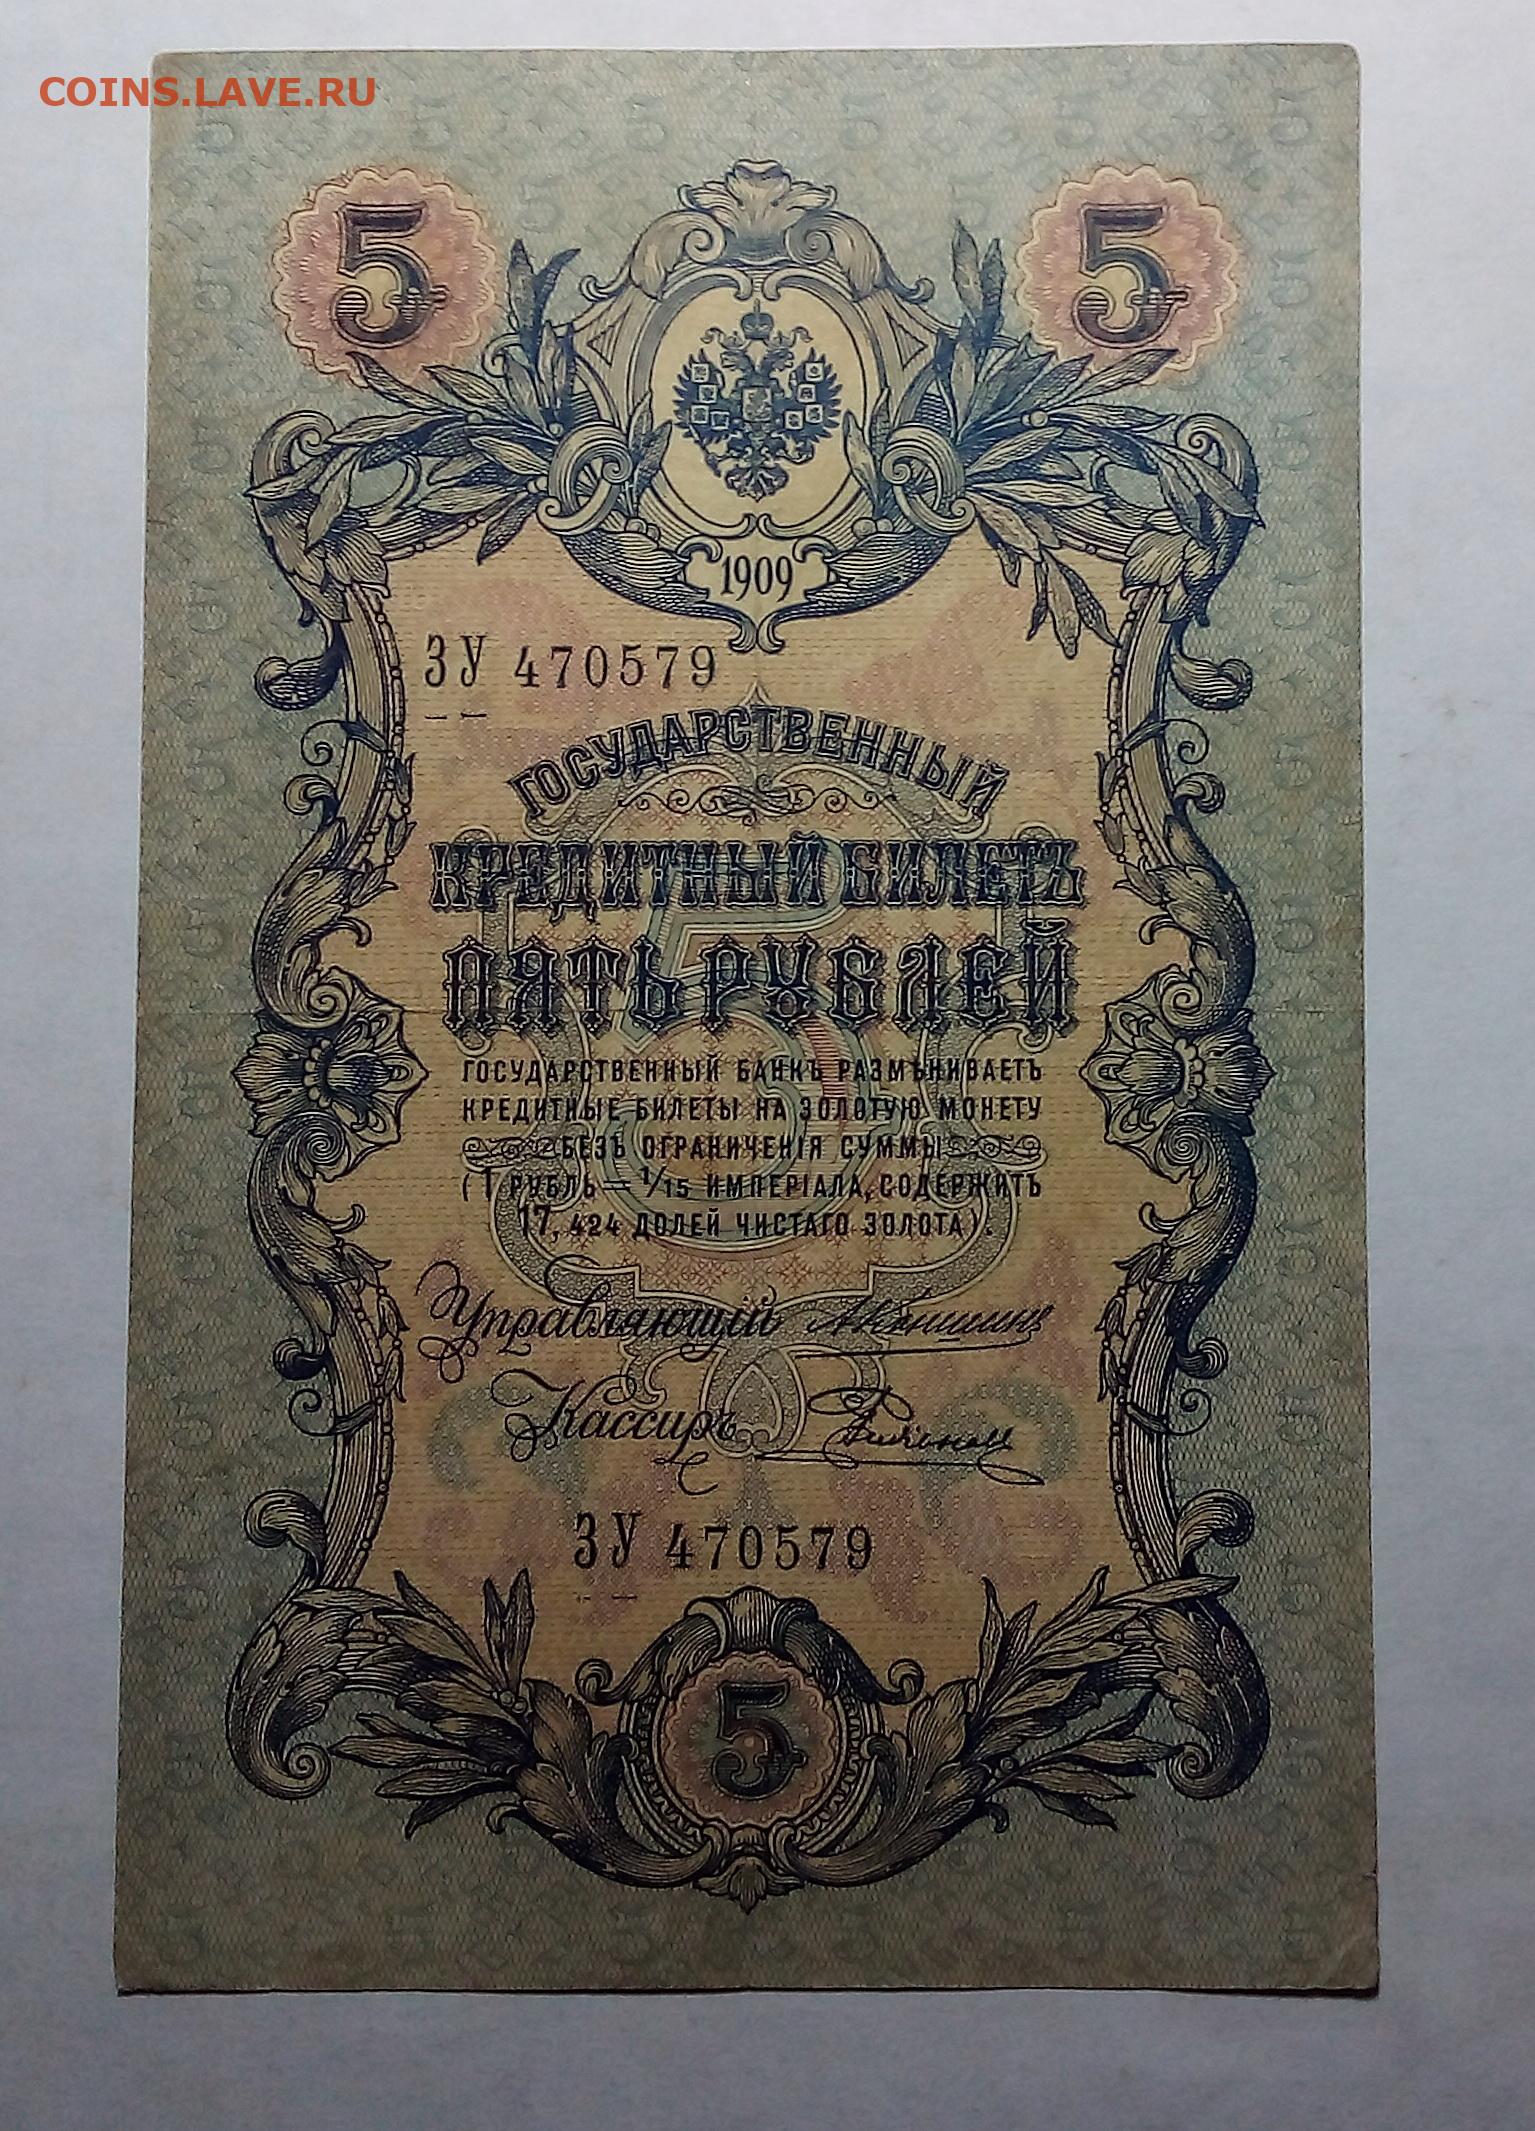 COINS.LAVE.RU
5 5
1909
ЗУ 470579
ГОСУДАРСТВЕННЫЙ
КРЕДИТНЫЙ БИЛЕТЪ
ПЯТЬ РУБЛЕЙ
ГОСУДАРСТВЕННЫЙ БАНКЪ РАЗМѢНИВАЕТЪ
КРЕДИТНЫЕ БИЛЕТЫ НА ЗОЛОТУЮ МОНЕТУ
БЕЗЪ ОГРАНИЧЕНІЯ СУММЫ
(1 РУБЛЬ = 1/15 ИМПЕРІАЛА, СОДЕРЖИТЪ
17, 424 ДОЛЕЙ ЧИСТАГО ЗОЛОТА).
Управляющій
Кассиръ
ЗУ 470579
5